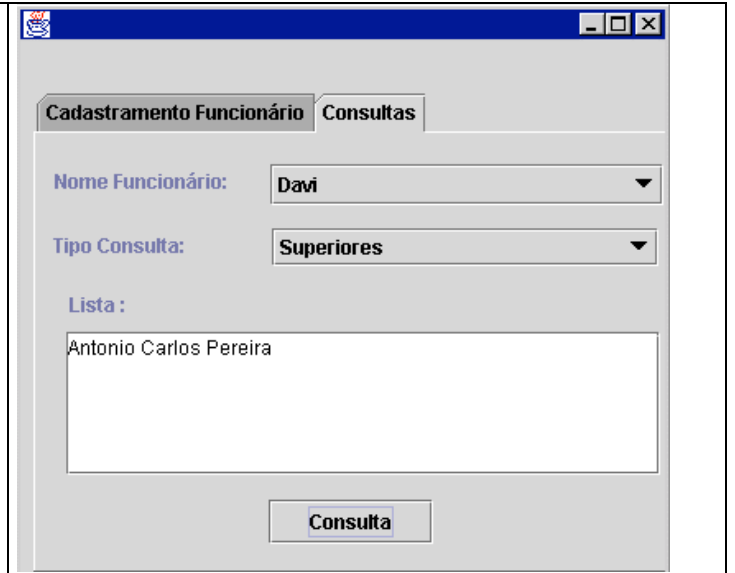 Cadastramento Funcionário Consultas
Nome Funcionário: Davi
Tipo Consulta: Superiores
Lista :
Antonio Carlos Pereira
Consulta